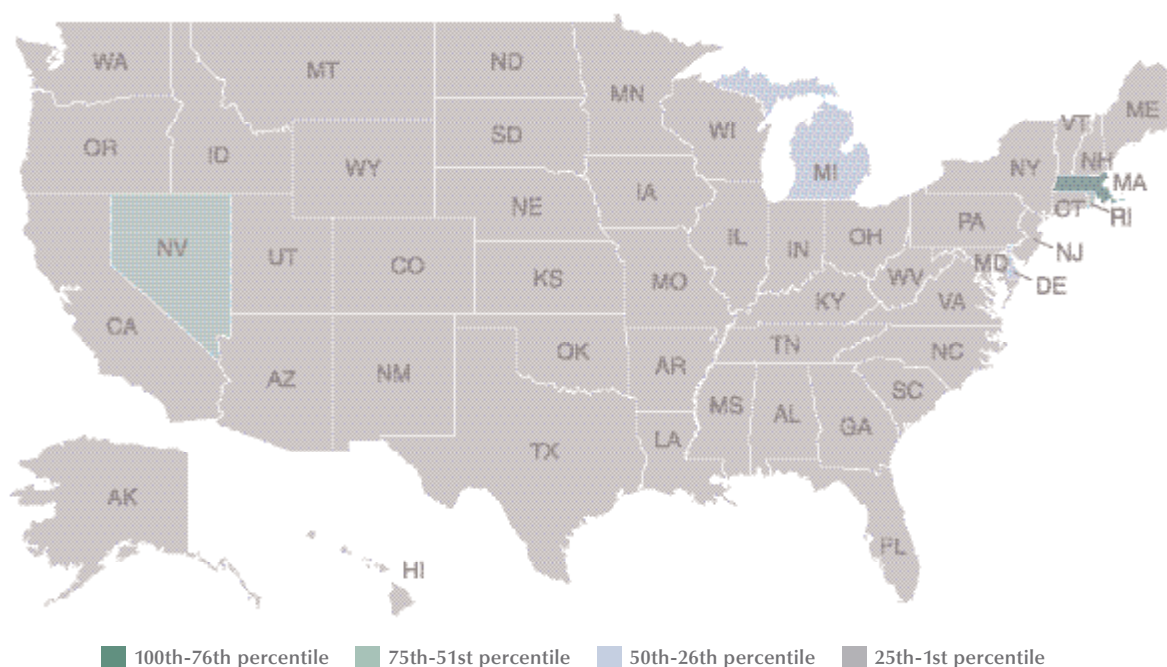 WA
MT
ND
MN
ME
VT
OR
ID
SD
WI
NH
WY
MI
NY
MA
IA
CT
RI
NE
PA
NV
IL
IN
OH
NJ
UT
CO
MD
DE
KS
MO
WV
VA
KY
CA
TN
NC
OK
AR
AZ
NM
SC
MS
AL
GA
LA
TX
AK
FL
HI
100th-76th percentile 75th-51st percentile 50th-26th percentile 25th-1st percentile